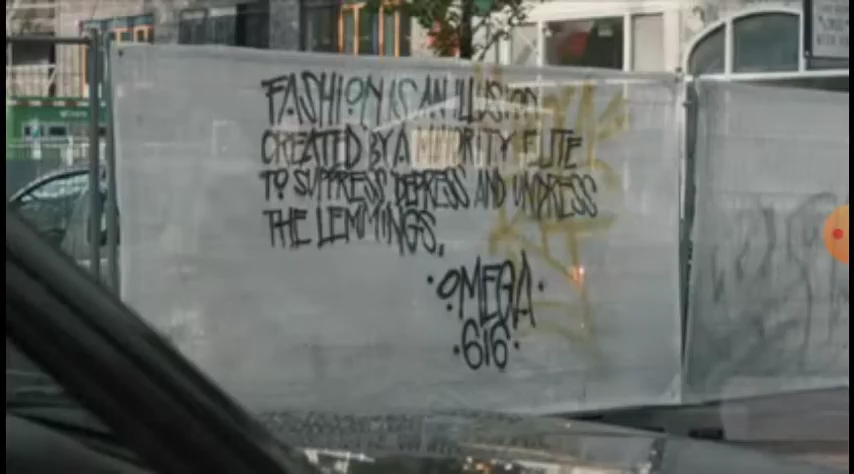 FASHION IS AN ILLUSION
CREATED BY A MINORITY ELITE
TO SUPPRESS DEPRESS AND UNDRESS
THE LEMMINGS.
·OMEGA·
·616·